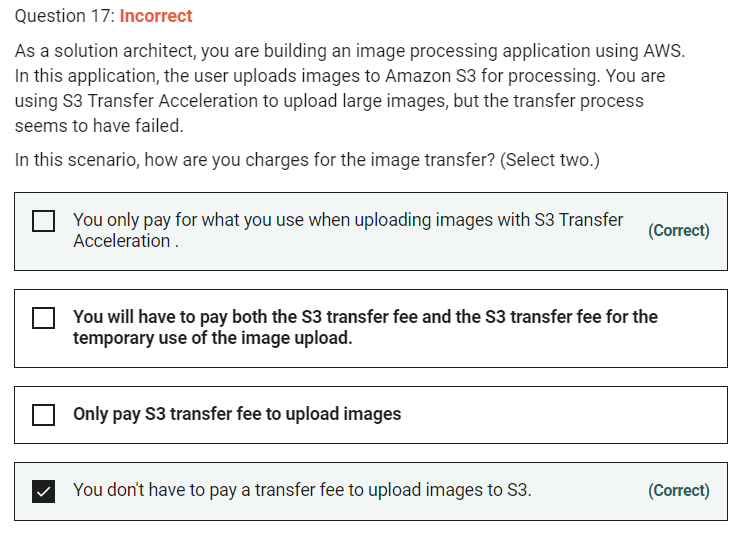 Question 17: Incorrect
As a solution architect, you are building an image processing application using AWS.
In this application, the user uploads images to Amazon S3 for processing. You are
using S3 Transfer Acceleration to upload large images, but the transfer process
seems to have failed.
In this scenario, how are you charges for the image transfer? (Select two.)
You only pay for what you use when uploading images with S3 Transfer
Acceleration .
(Correct)
You will have to pay both the S3 transfer fee and the S3 transfer fee for the
temporary use of the image upload.
Only pay S3 transfer fee to upload images
You don't have to pay a transfer fee to upload images to S3.
(Correct)